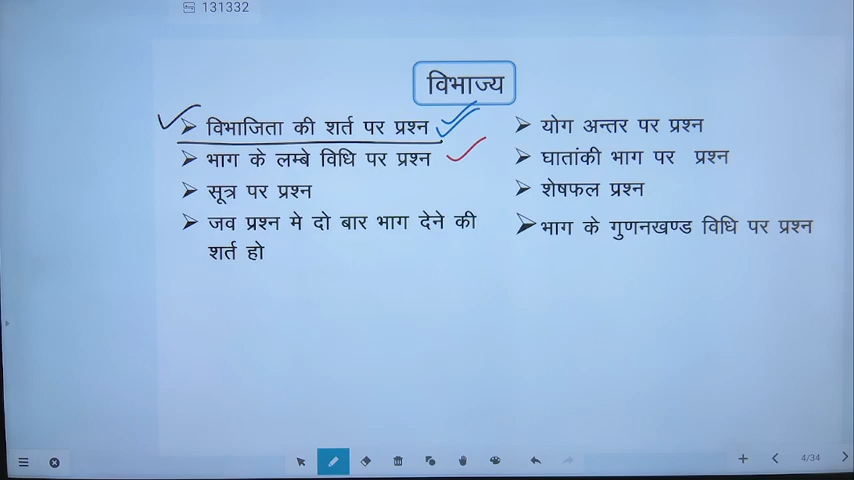 131332
विभाज्य
➢ विभाजिता की शर्त पर प्रश्न
➢ भाग के लम्बे विधि पर प्रश्न
➢ सूत्र पर प्रश्न
➢ जव प्रश्न मे दो बार भाग देने की
शर्त हो
➢ योग अन्तर पर प्रश्न
➢ घातांकी भाग पर प्रश्न
➢ शेषफल प्रश्न
➢ भाग के गुणनखण्ड विधि पर प्रश्न
4/34